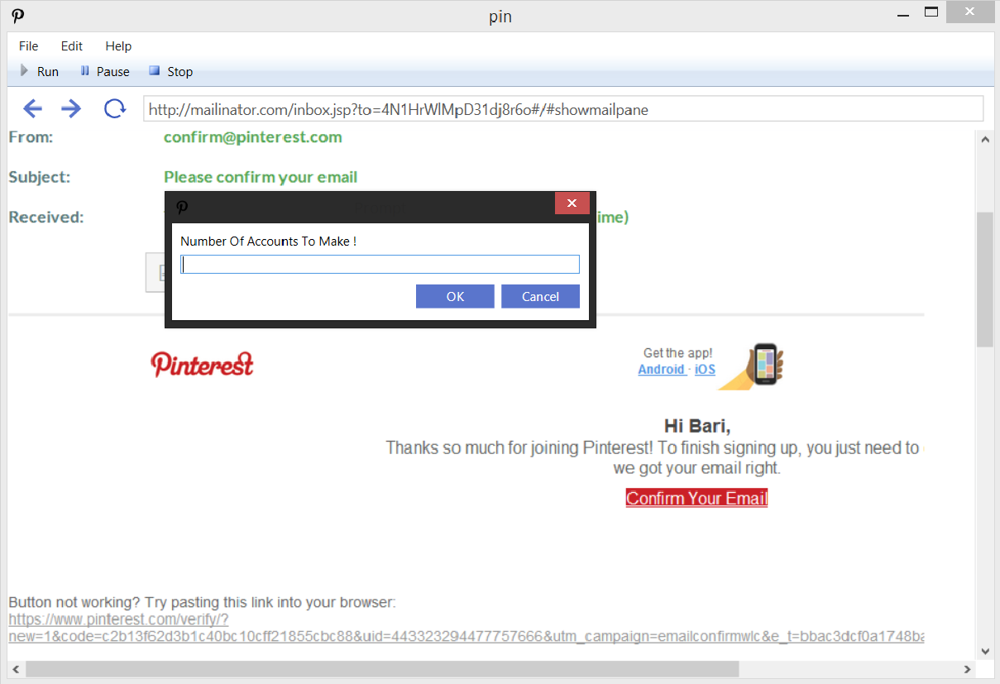 pin
File Edit Help
Run Pause Stop
http://mailinator.com/inbox.jsp?to=4N1HrWlMpD31dj8r6o#/#showmailpane
From: confirm@pinterest.com
Subject: Please confirm your email
Received: ime)
Number Of Accounts To Make !
OK Cancel
Pinterest
Get the app!
Android · iOS
Hi Bari,
Thanks so much for joining Pinterest! To finish signing up, you just need to
we got your email right.
Confirm Your Email
Button not working? Try pasting this link into your browser:
https://www.pinterest.com/verify/?
new=1&code=c2b13f62d3b1c40bc10cff21855cbc88&uid=443323294477757666&utm_campaign=emailconfirmwlc&e_t=bbac3dcf0a1748ba